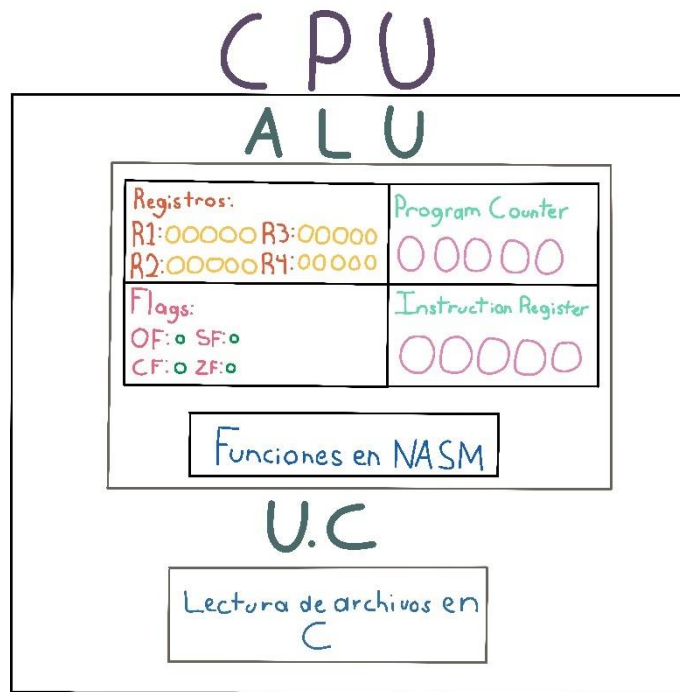 CPU
ALU
Registros:
R1:00000 R3:00000
R2:00000 R4:00000
Program Counter
00000
Flags:
OF:0 SF:0
CF:0 ZF:0
Instruction Register
00000
Funciones en NASM
U.C
Lectura de archivos en
C